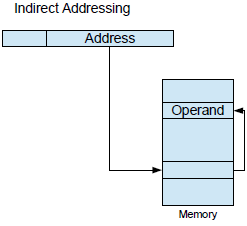 Indirect Addressing
Address
Operand
Memory